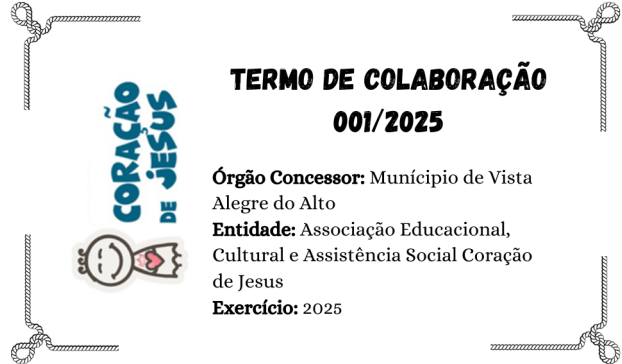 CORAÇÃO
DE JESUS
TERMO DE COLABORAÇÃO
001/2025
Órgão Concessor: Munícipio de Vista
Alegre do Alto
Entidade: Associação Educacional,
Cultural e Assistência Social Coração
de Jesus
Exercício: 2025